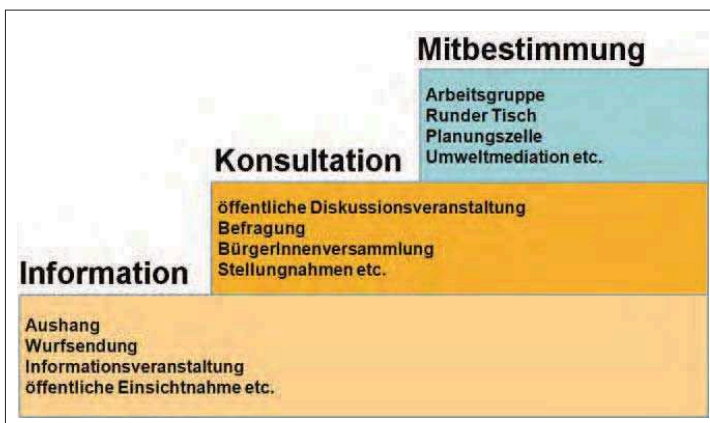 Mitbestimmung
Arbeitsgruppe
Runder Tisch
Planungszelle
Umweltmediation etc.
Konsultation
öffentliche Diskussionsveranstaltung
Befragung
BürgerInnenversammlung
Stellungnahmen etc.
Information
Aushang
Wurfsendung
Informationsveranstaltung
öffentliche Einsichtnahme etc.